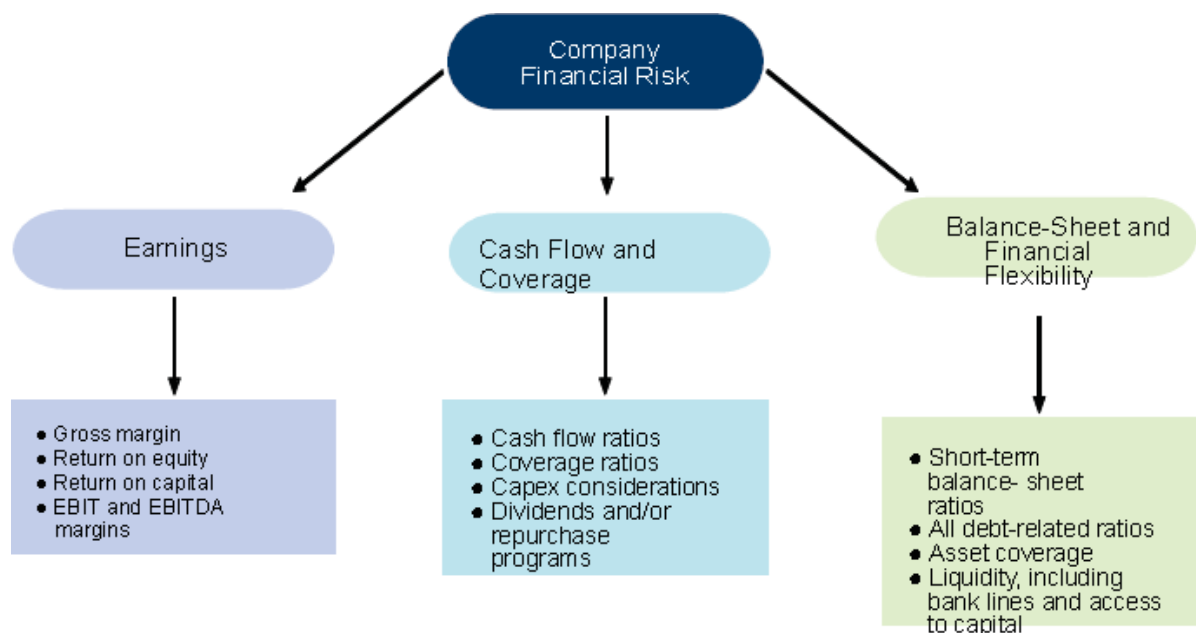 Company
Financial Risk
Earnings
Cash Flow and
Coverage
Balance-Sheet and
Financial
Flexibility
● Gross margin
● Return on equity
● Return on capital
● EBIT and EBITDA
margins
● Cash flow ratios
● Coverage ratios
● Capex considerations
● Dividends and/or
repurchase
programs
● Short-term
balance- sheet
ratios
● All debt-related ratios
● Asset coverage
● Liquidity, including
bank lines and access
to capital